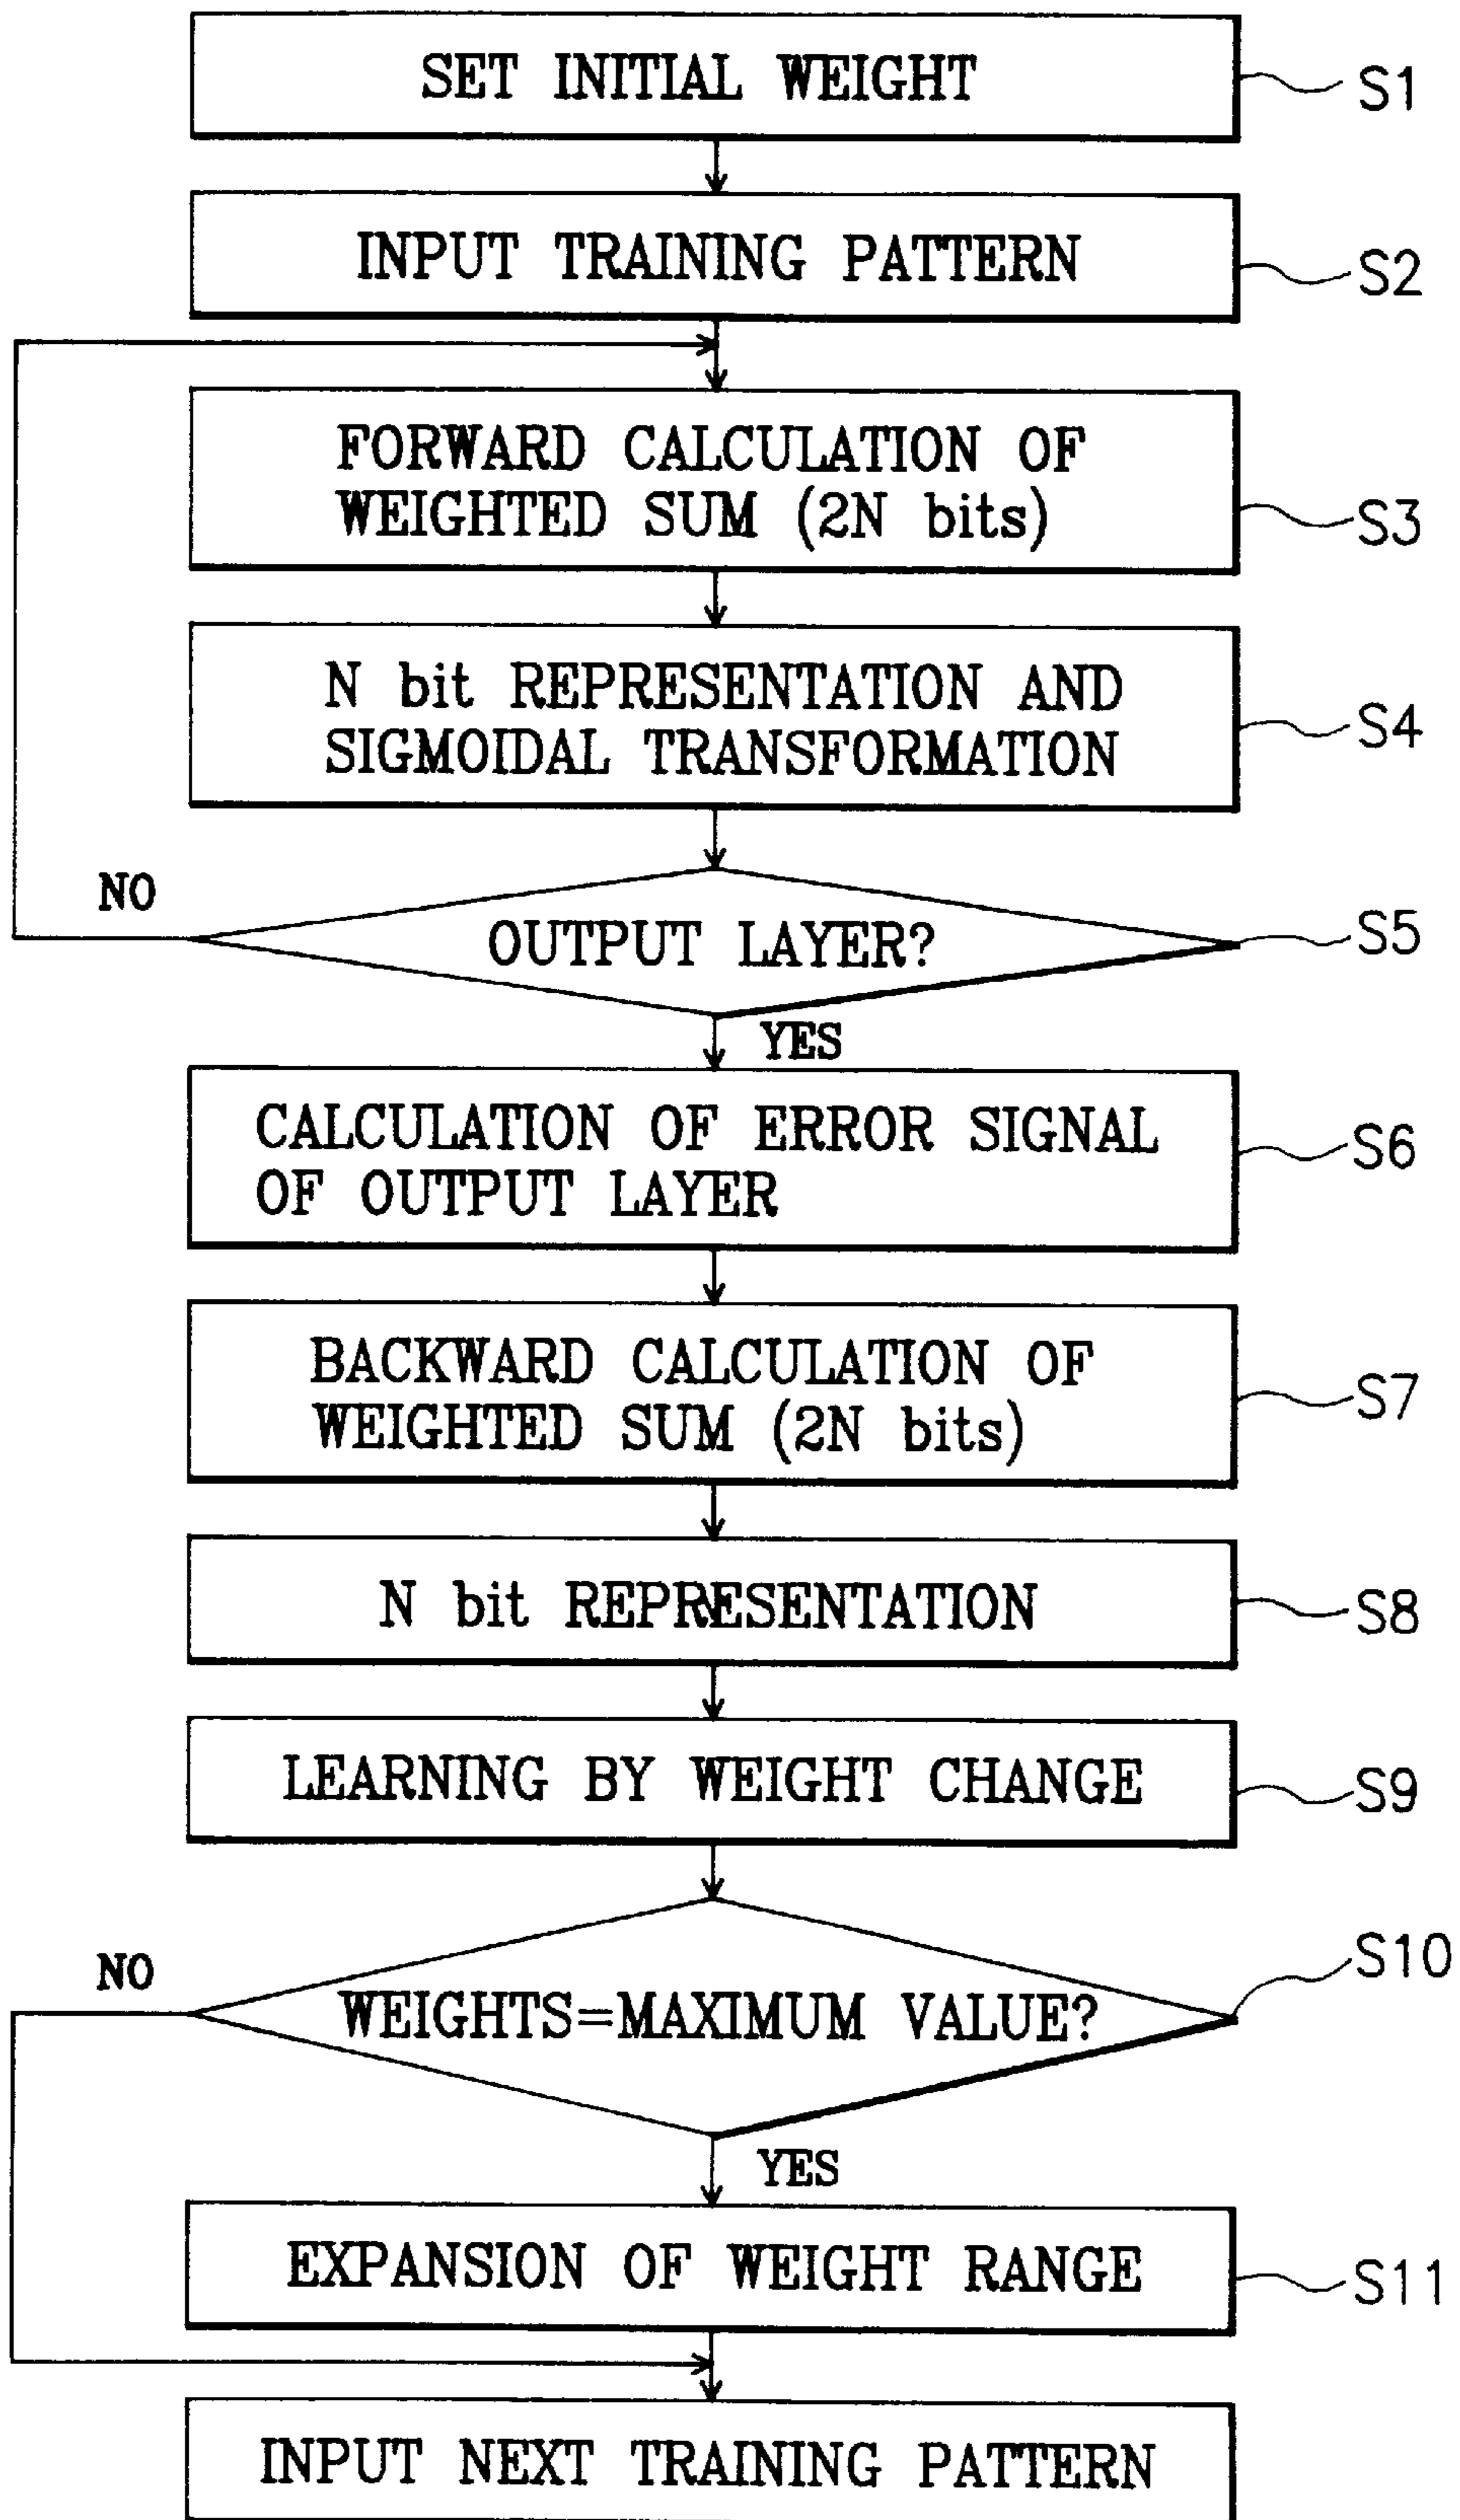 SET INITIAL WEIGHT
S1
INPUT TRAINING PATTERN
S2
FORWARD CALCULATION OF
WEIGHTED SUM (2N bits)
S3
N bit REPRESENTATION AND
SIGMOIDAL TRANSFORMATION
S4
NO
OUTPUT LAYER?
S5
YES
CALCULATION OF ERROR SIGNAL
OF OUTPUT LAYER
S6
BACKWARD CALCULATION OF
WEIGHTED SUM (2N bits)
S7
N bit REPRESENTATION
S8
LEARNING BY WEIGHT CHANGE
S9
NO
WEIGHTS=MAXIMUM VALUE?
S10
YES
EXPANSION OF WEIGHT RANGE
S11
INPUT NEXT TRAINING PATTERN